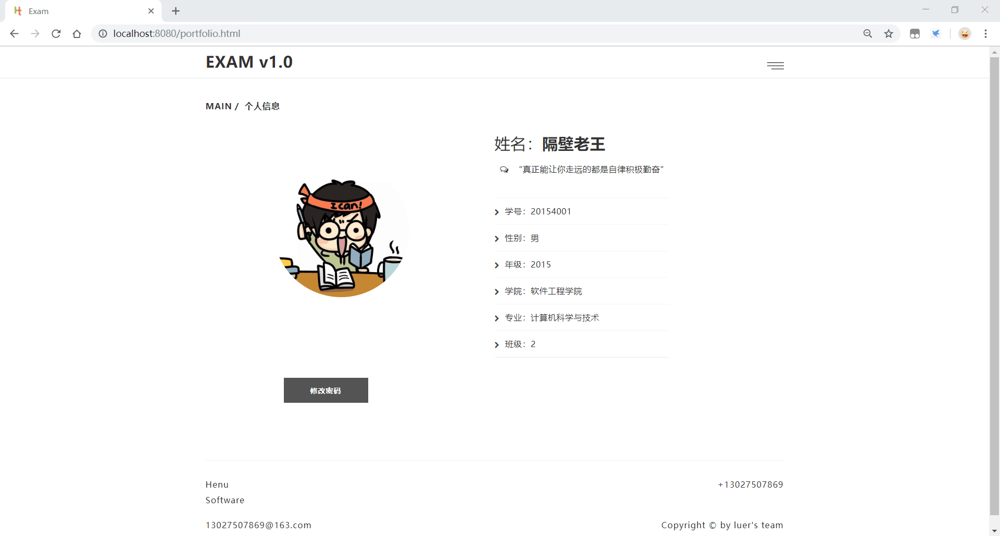 Exam
localhost:8080/portfolio.html
EXAM v1.0
MAIN / 个人信息
姓名：隔壁老王
“真正能让你走远的都是自律积极勤奋”
I can!
学号：20154001
性别：男
年级：2015
学院：软件工程学院
专业：计算机科学与技术
班级：2
修改密码
Henu
Software
+13027507869
13027507869@163.com
Copyright © by luer's team